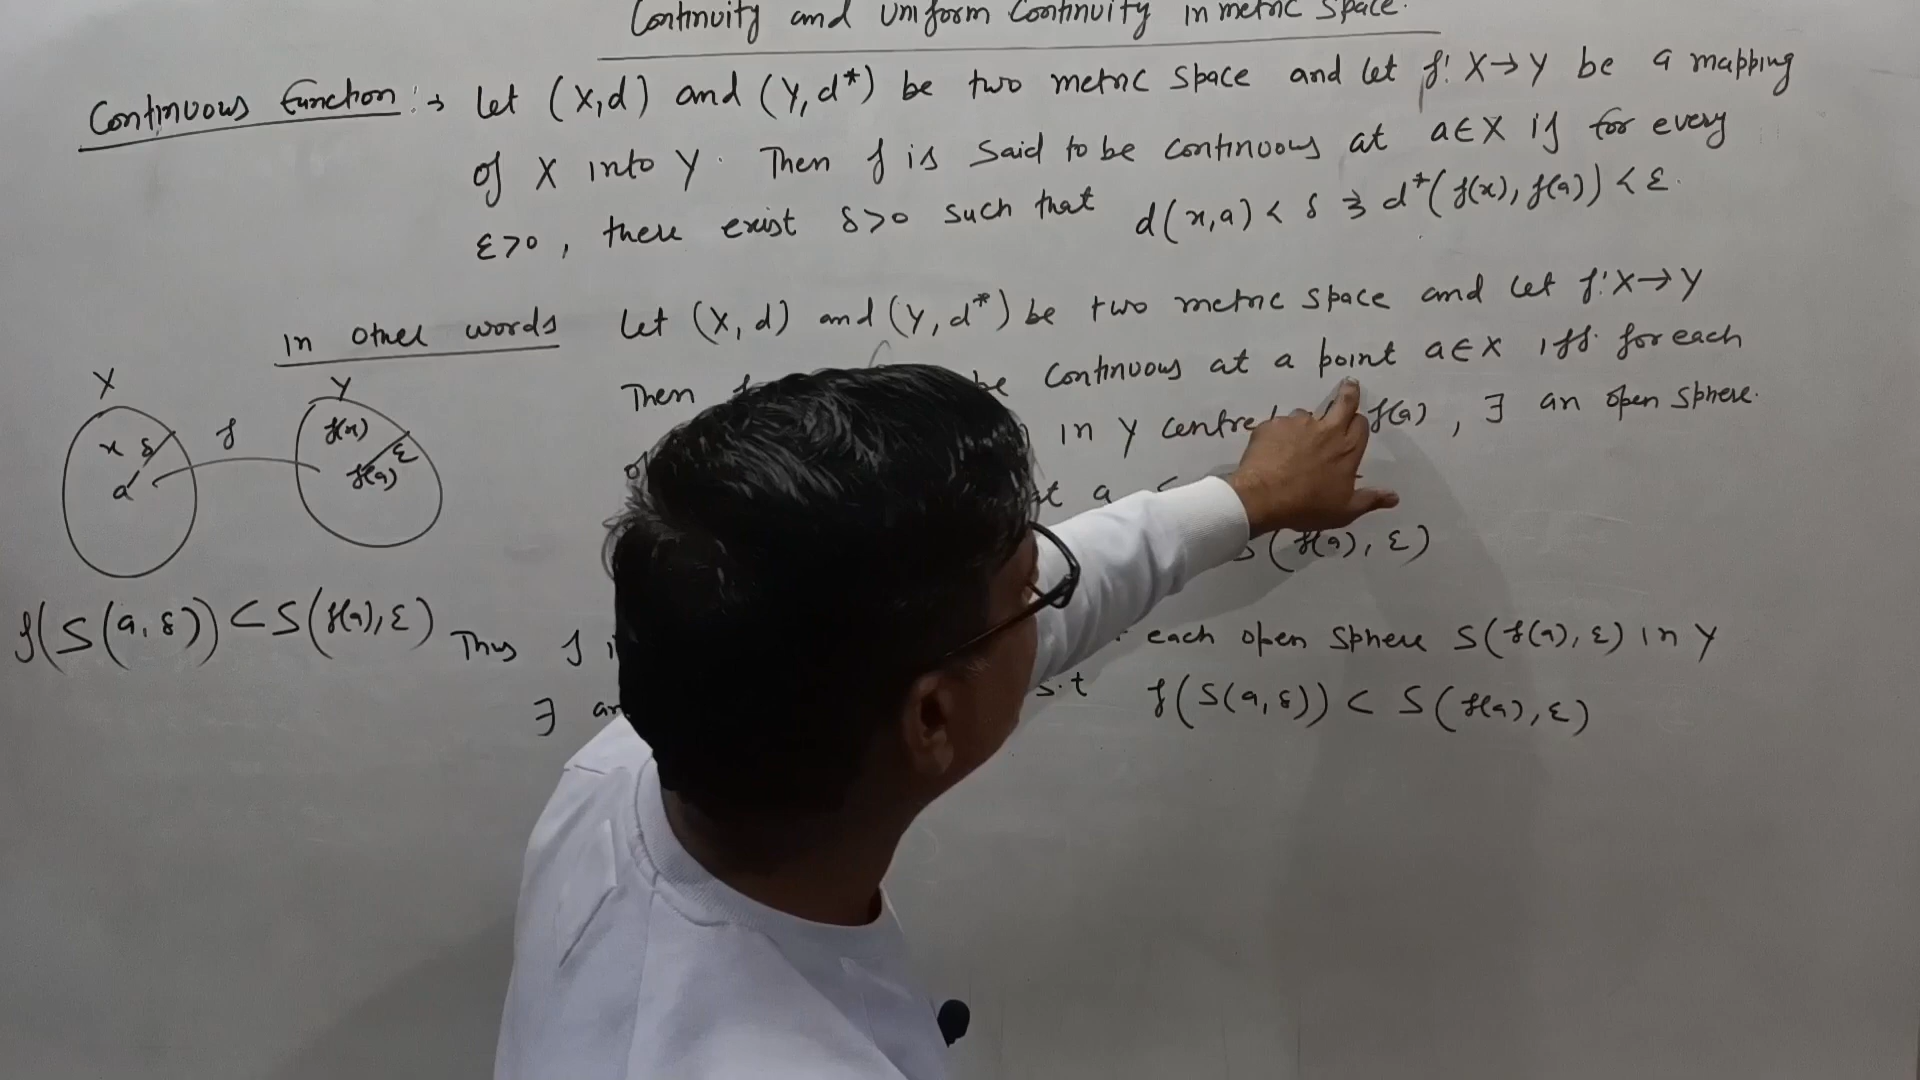 Continuity and Uniform Continuity in metric space.
Continuous function :→ Let (X,d) and (Y,d*) be two metric space and let f: X→Y be a mapping
of X into Y. Then f is said to be continuous at a∈X if for every
ε>0, there exist δ>0 such that d(x,a) < δ ⇒ d*(f(x), f(a)) < ε.
In other words Let (X,d) and (Y,d*) be two metric space and let f: X→Y
Then be continuous at a point a∈X iff for each
in Y centred f(a), ∃ an open sphere.
at a
S(f(a), ε)
X Y
x δ f f(x)
a f(a) ε
f(S(a,δ)) ⊂ S(f(a), ε)
Thus f each open sphere S(f(a), ε) in Y
∃ s.t f(S(a,δ)) ⊂ S(f(a), ε)